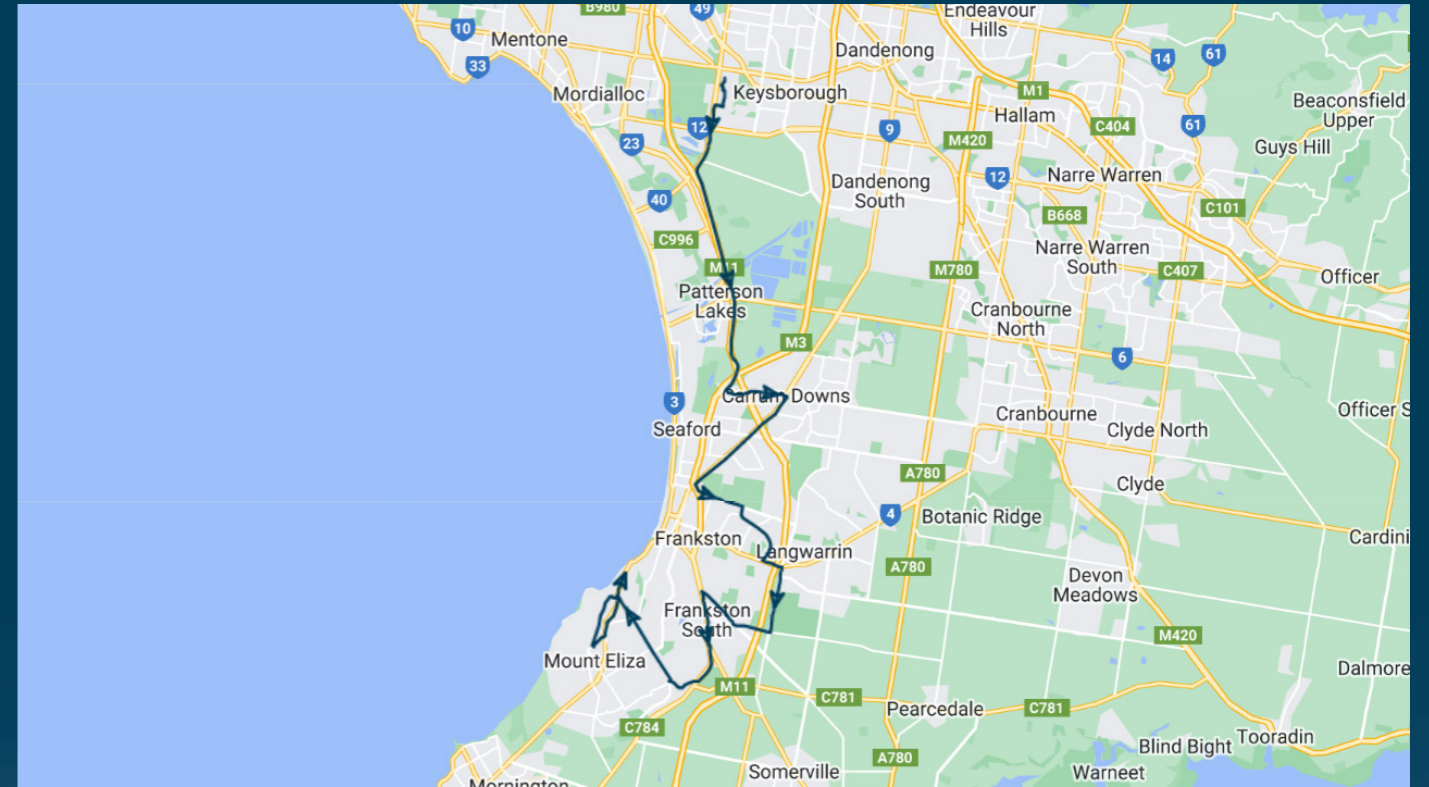 B980
49
Endeavour
Hills
10
Mentone
Dandenong
14
61
33
M1
Mordialloc
Keysborough
Beaconsfield
Upper
Hallam
12
9
C404
61
23
M420
Guys Hill
12
Narre Warren
Dandenong
South
40
C101
B668
C996
Narre Warren
South
M11
M780
C407
Officer
Patterson
Lakes
Cranbourne
North
M3
6
Carrum Downs
3
Cranbourne
Officer S
Seaford
Clyde North
A780
Clyde
4
Botanic Ridge
Frankston
Langwarrin
Cardini
A780
Devon
Meadows
Frankston
South
M420
Mount Eliza
Dalmore
M11
C781
Pearcedale
C781
C784
Tooradin
Blind Bight
A780
Somerville
Warneet
Mornington